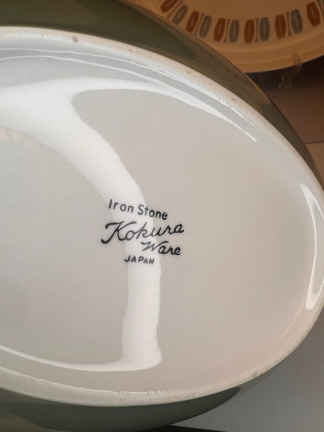 Iron Stone
Kokura
Ware
JAPAN